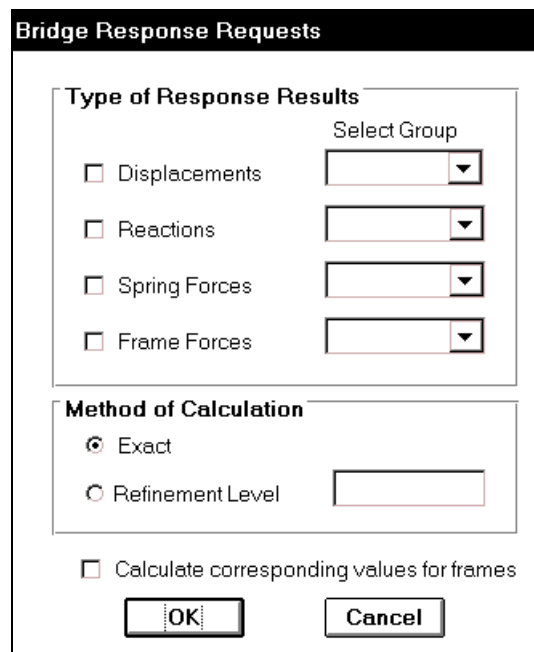 Bridge Response Requests
Type of Response Results
Select Group
Displacements
Reactions
Spring Forces
Frame Forces
Method of Calculation
Exact
Refinement Level
Calculate corresponding values for frames
OK Cancel